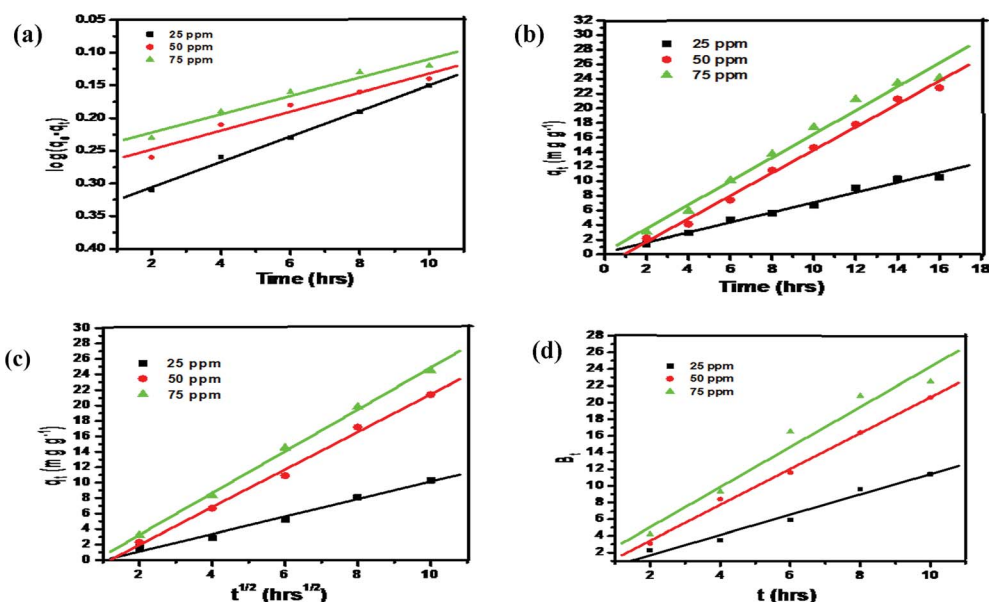 (a)
0.05
0.10
0.15
0.20
0.25
0.30
0.35
0.40
log(qe-qt)
25 ppm
50 ppm
75 ppm
2 4 6 8 10
Time (hrs)
(b)
32
30
28
26
24
22
20
18
16
14
12
10
8
6
4
2
0
qt (mg g-1)
25 ppm
50 ppm
75 ppm
0 2 4 6 8 10 12 14 16 18
Time (hrs)
(c)
30
28
26
24
22
20
18
16
14
12
10
8
6
4
2
0
qt (mg g-1)
25 ppm
50 ppm
75 ppm
2 4 6 8 10
t1/2 (hrs1/2)
(d)
28
26
24
22
20
18
16
14
12
10
8
6
4
2
Bt
25 ppm
50 ppm
75 ppm
2 4 6 8 10
t (hrs)